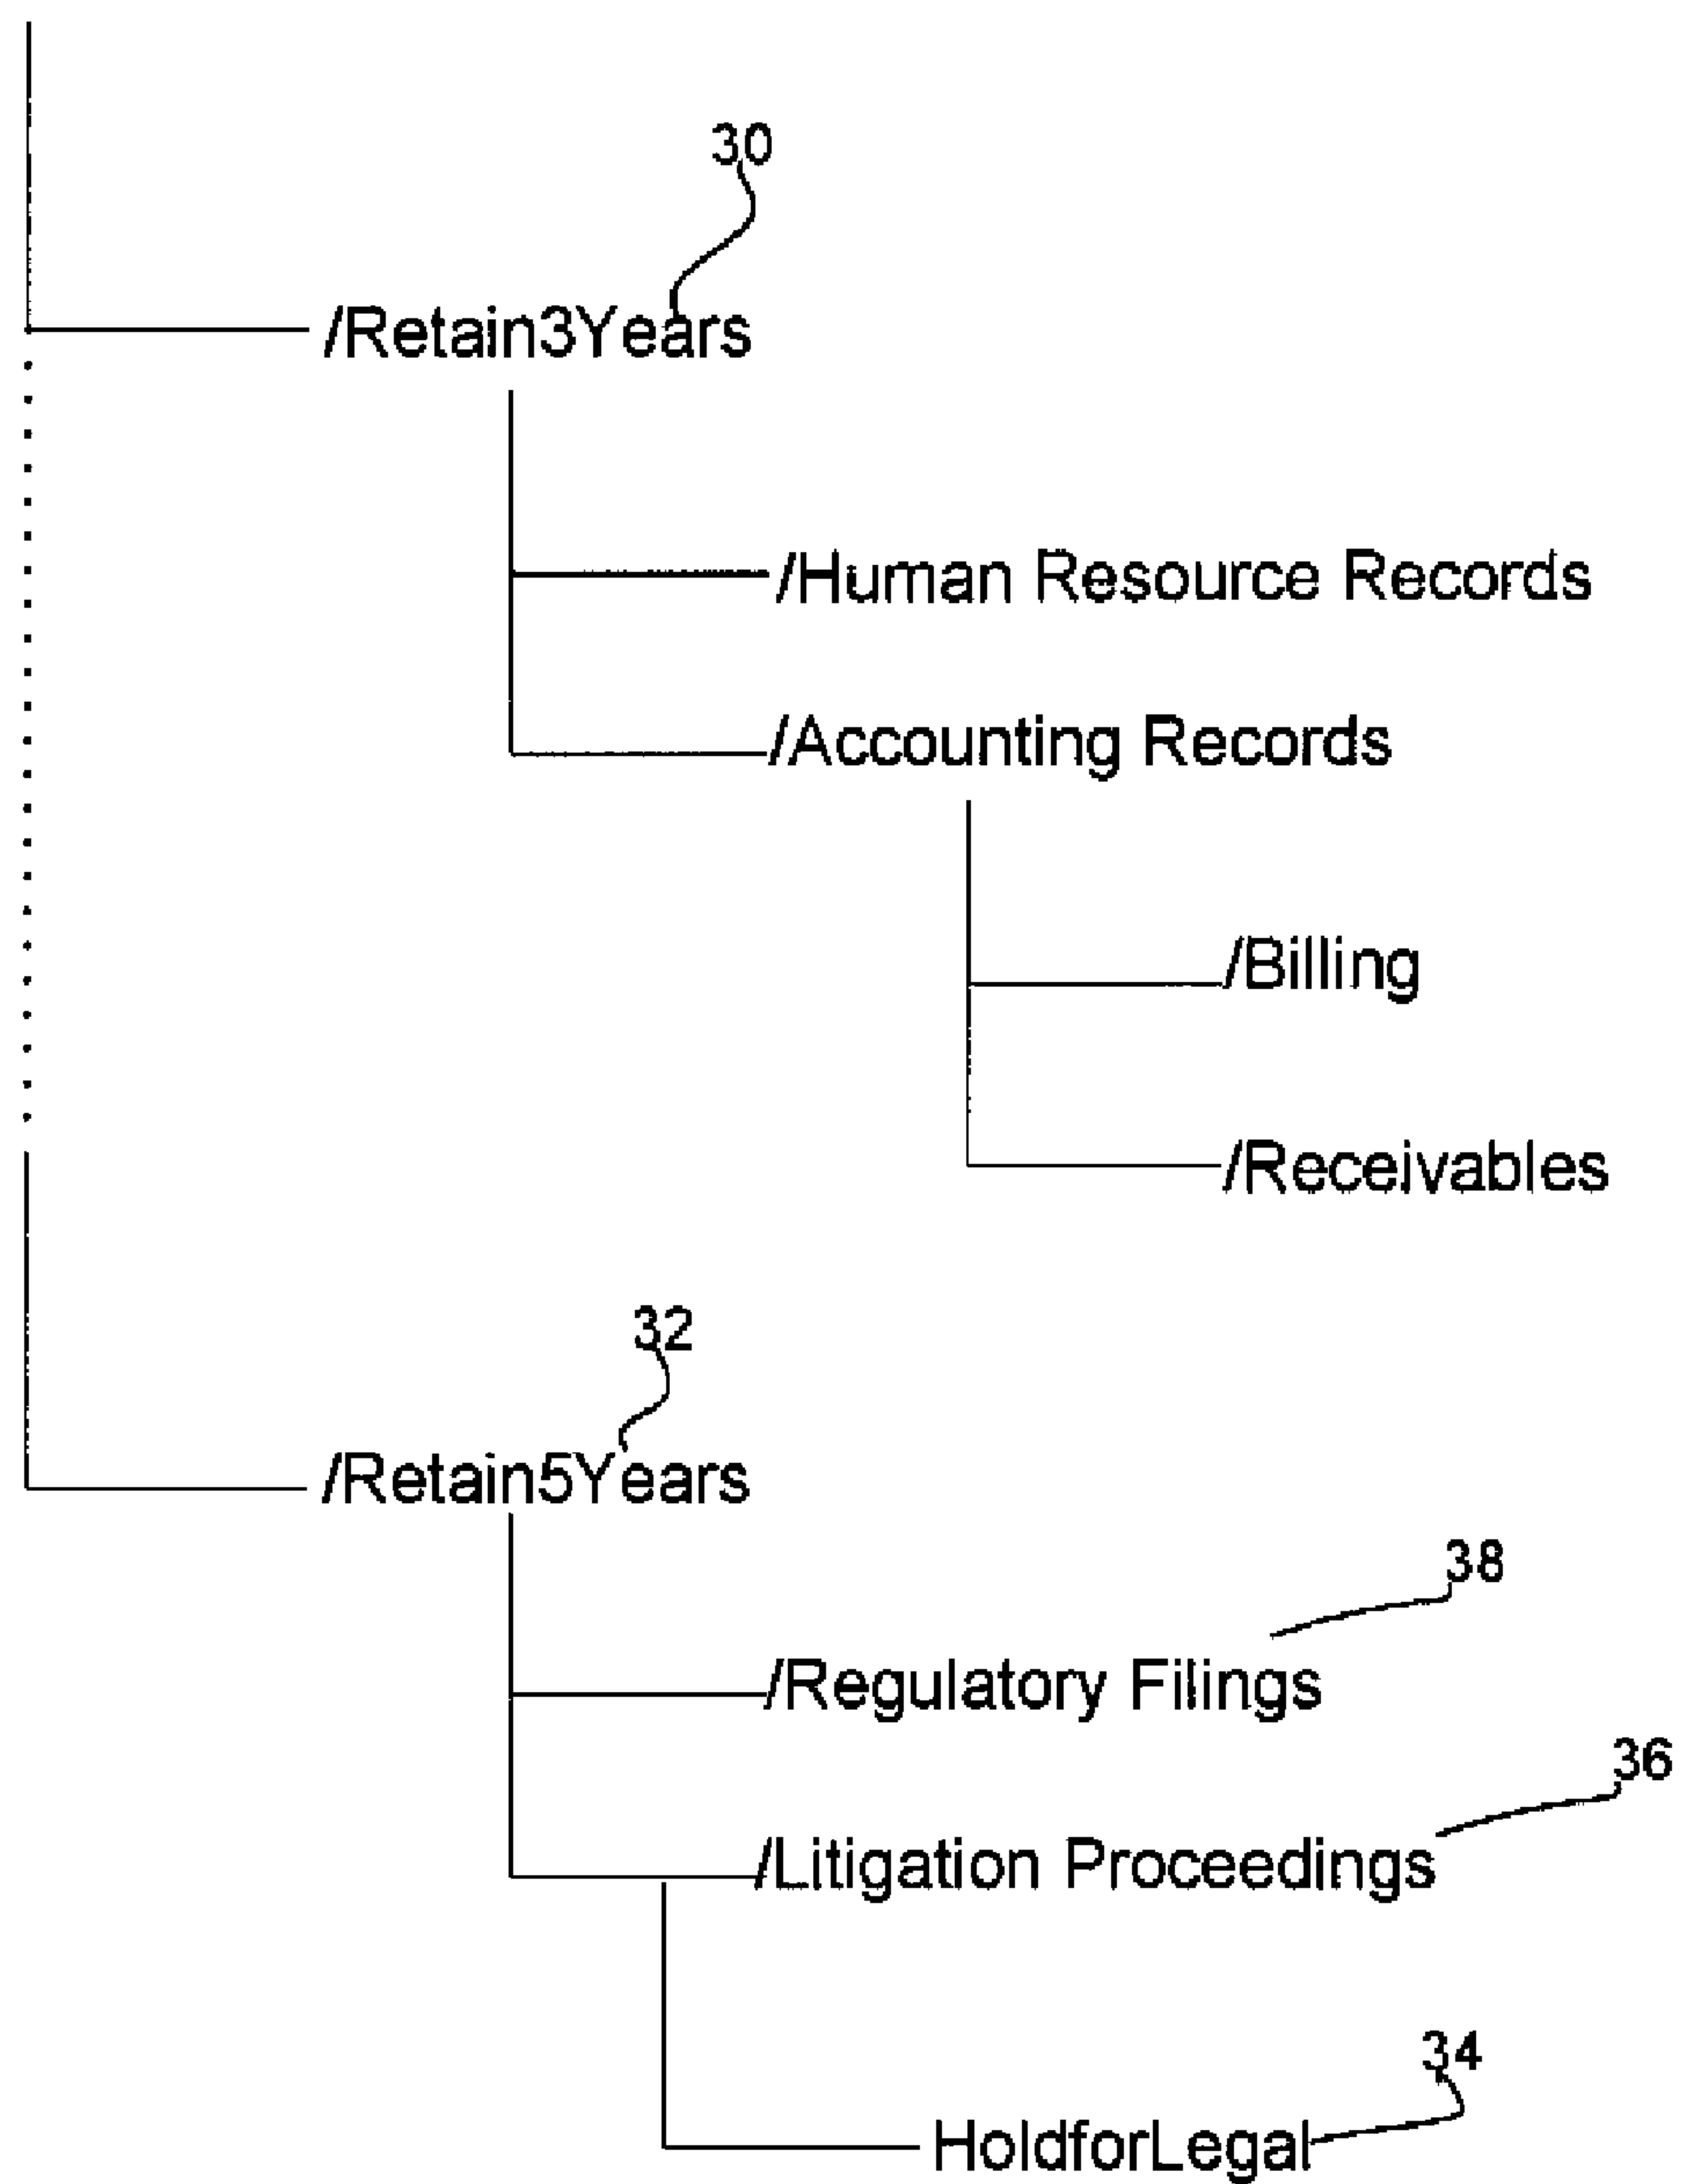 30
/Retain3Years
/Human Resource Records
/Accounting Records
/Billing
/Receivables
32
/Retain5Years
38
/Regulatory Filings
36
/Litigation Proceedings
34
HoldforLegal